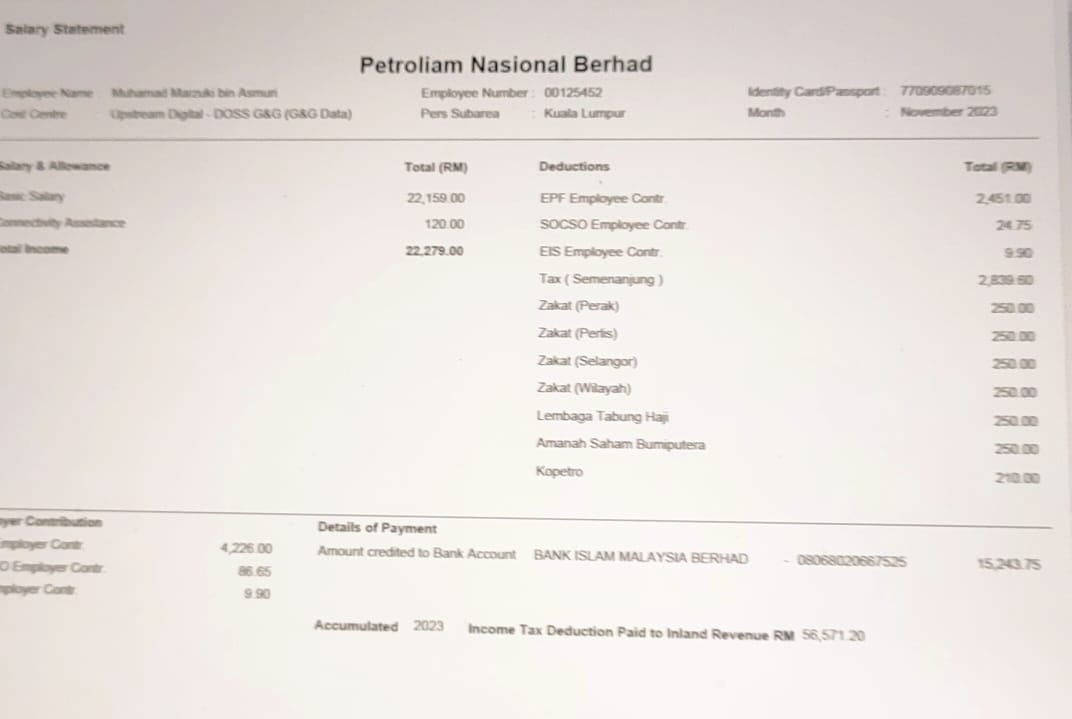 Salary Statement
Petroliam Nasional Berhad
Employee Name : Muhamad Marzuki bin Asmuri Employee Number : 00125452 Identity Card/Passport : 770909087015
Cost Centre : Upstream Digital - DOSS G&G (G&G Data) Pers Subarea : Kuala Lumpur Month : November 2023
Salary & Allowance Total (RM) Deductions Total (RM)
Basic Salary 22,159.00 EPF Employee Contr. 2,451.00
Connectivity Assistance 120.00 SOCSO Employee Contr. 24.75
otal Income 22,279.00 EIS Employee Contr. 9.90
Tax ( Semenanjung ) 2,839.60
Zakat (Perak) 250.00
Zakat (Perlis) 250.00
Zakat (Selangor) 250.00
Zakat (Wilayah) 250.00
Lembaga Tabung Haji 250.00
Amanah Saham Bumiputera 250.00
Kopetro 210.00
yer Contribution Details of Payment
mployer Contr. 4,226.00 Amount credited to Bank Account BANK ISLAM MALAYSIA BERHAD - 08068020667525 15,243.75
O Employer Contr. 86.65
mployer Contr. 9.90
Accumulated 2023 Income Tax Deduction Paid to Inland Revenue RM 56,571.20